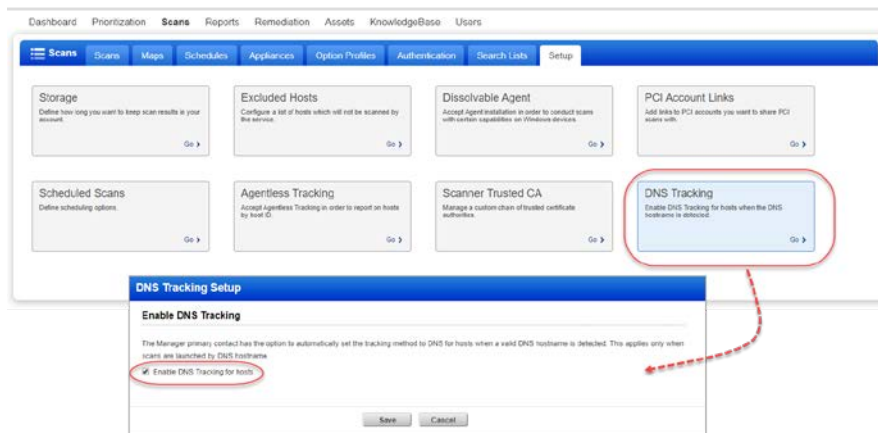 Dashboard Prioritization Scans Reports Remediation Assets KnowledgeBase Users
Scans Scans Maps Schedules Appliances Option Profiles Authentication Search Lists Setup
Storage
Define how long you want to keep scan results in your
account.
Go
Excluded Hosts
Configure a list of hosts which will not be scanned by
the service.
Go
Dissolvable Agent
Accept Agent installation in order to conduct scans
with certain capabilities on Windows devices.
Go
PCI Account Links
Add links to PCI accounts you want to share PCI
scans with.
Go
Scheduled Scans
Define scheduling options.
Go
Agentless Tracking
Accept Agentless Tracking in order to report on hosts
by host ID.
Go
Scanner Trusted CA
Manage a custom chain of trusted certificate
authorities.
Go
DNS Tracking
Enable DNS Tracking for hosts when the DNS
hostname is detected.
Go
DNS Tracking Setup
Enable DNS Tracking
The Manager primary contact has the option to automatically set the tracking method to DNS for hosts when a valid DNS hostname is detected. This applies only when
scans are launched by DNS hostname.
Enable DNS Tracking for hosts
Save Cancel